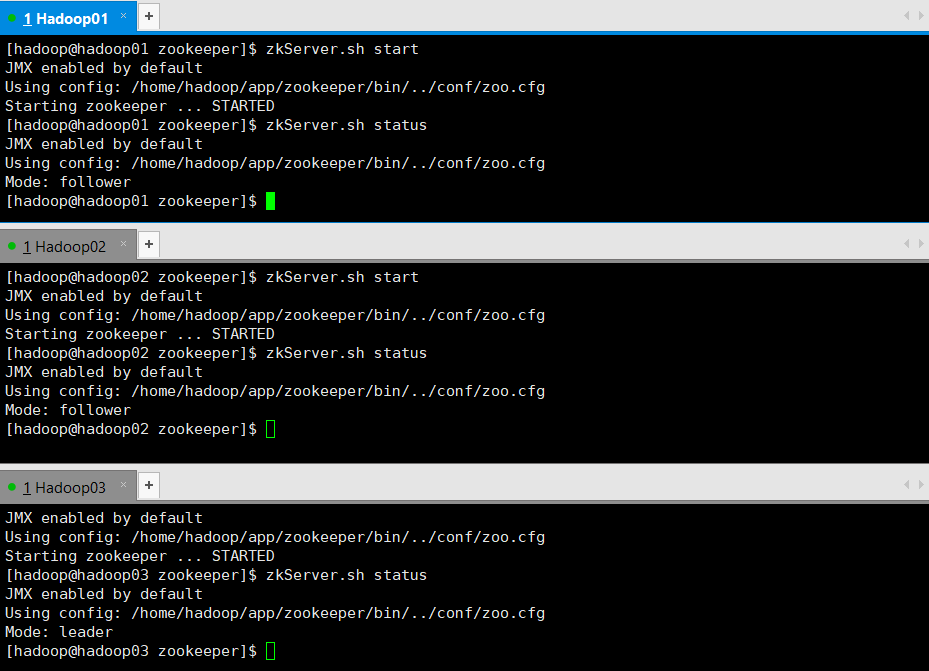 1 Hadoop01 × +
[hadoop@hadoop01 zookeeper]$ zkServer.sh start
JMX enabled by default
Using config: /home/hadoop/app/zookeeper/bin/../conf/zoo.cfg
Starting zookeeper ... STARTED
[hadoop@hadoop01 zookeeper]$ zkServer.sh status
JMX enabled by default
Using config: /home/hadoop/app/zookeeper/bin/../conf/zoo.cfg
Mode: follower
[hadoop@hadoop01 zookeeper]$
1 Hadoop02 × +
[hadoop@hadoop02 zookeeper]$ zkServer.sh start
JMX enabled by default
Using config: /home/hadoop/app/zookeeper/bin/../conf/zoo.cfg
Starting zookeeper ... STARTED
[hadoop@hadoop02 zookeeper]$ zkServer.sh status
JMX enabled by default
Using config: /home/hadoop/app/zookeeper/bin/../conf/zoo.cfg
Mode: follower
[hadoop@hadoop02 zookeeper]$
1 Hadoop03 × +
JMX enabled by default
Using config: /home/hadoop/app/zookeeper/bin/../conf/zoo.cfg
Starting zookeeper ... STARTED
[hadoop@hadoop03 zookeeper]$ zkServer.sh status
JMX enabled by default
Using config: /home/hadoop/app/zookeeper/bin/../conf/zoo.cfg
Mode: leader
[hadoop@hadoop03 zookeeper]$